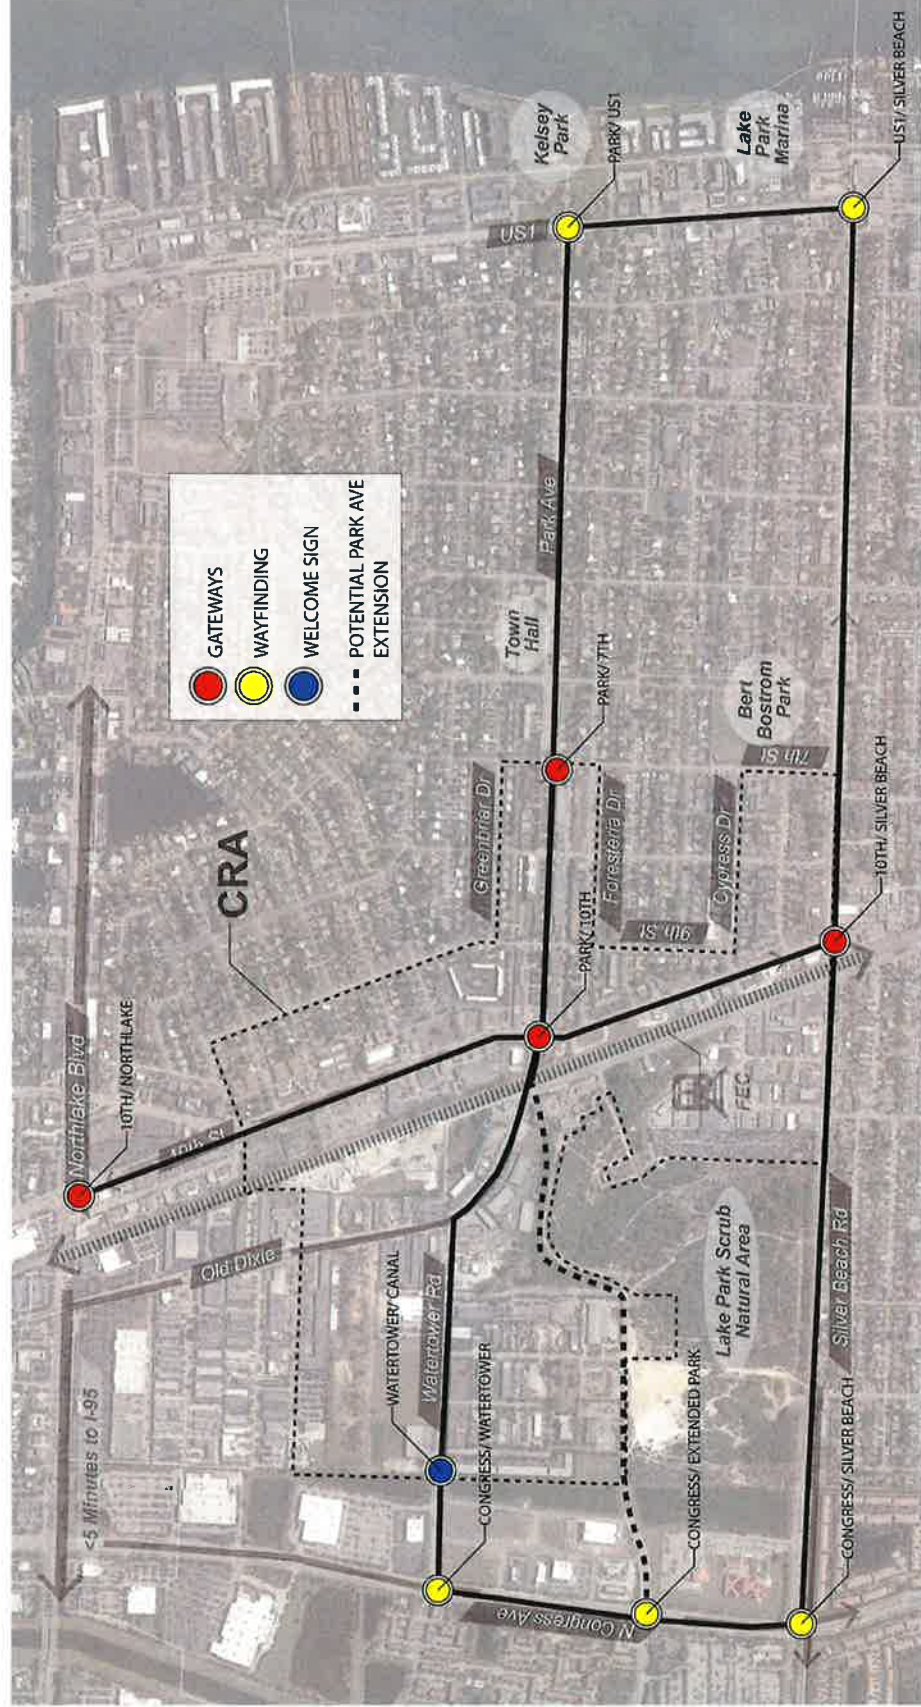 Northlake Blvd
10TH/ NORTHLAKE
<5 Minutes to I-95
10th St
Old Dixie
CRA
GATEWAYS
WAYFINDING
WELCOME SIGN
POTENTIAL PARK AVE
EXTENSION
WATERTOWER/ CANAL
Watertower Rd
CONGRESS/ WATERTOWER
N Congress Ave
CONGRESS/ EXTENDED PARK
CONGRESS/ SILVER BEACH
Silver Beach Rd
Lake Park Scrub
Natural Area
FEC
PARK/ 10TH
Greenbriar Dr
Foresteria Dr
9th St
Cypress Dr
7th St
10TH/ SILVER BEACH
PARK/ 7TH
Town
Hall
Park Ave
Bert
Bostrom
Park
US1
Kelsey
Park
PARK/ US1
Lake
Park
Marina
US1/ SILVER BEACH